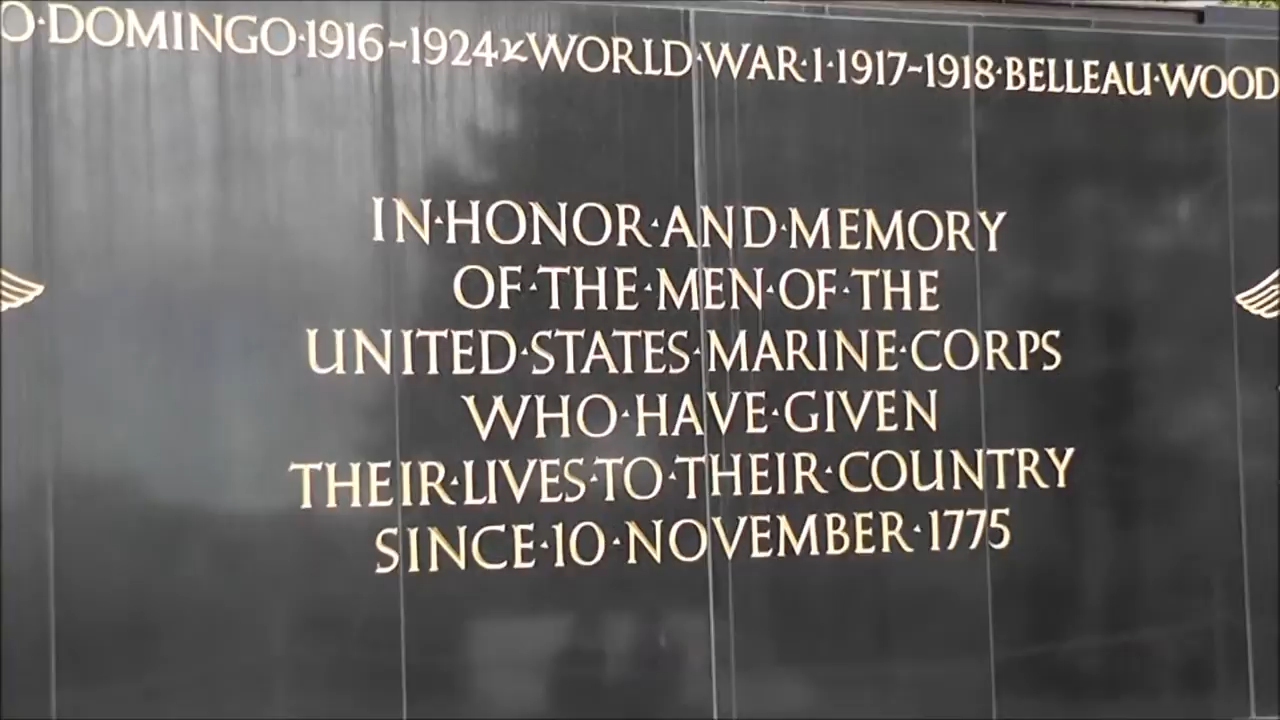 O·DOMINGO·1916~1924 WORLD·WAR·1·1917~1918·BELLEAU·WOOD
IN·HONOR·AND·MEMORY
OF·THE·MEN·OF·THE
UNITED·STATES·MARINE·CORPS
WHO·HAVE·GIVEN
THEIR·LIVES·TO·THEIR·COUNTRY
SINCE·10·NOVEMBER·1775